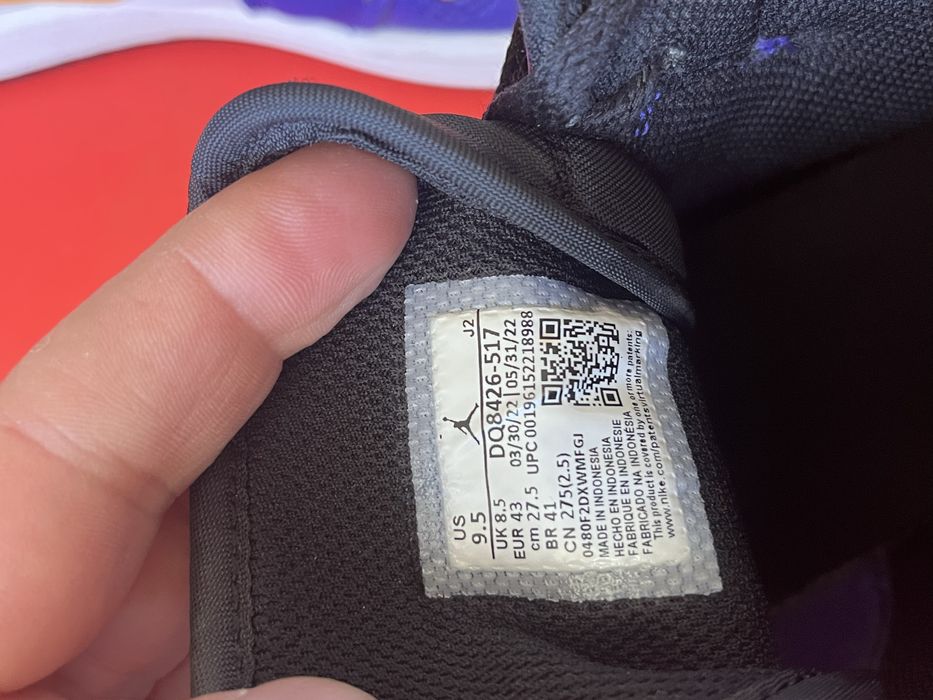 US
9.5
J2
UK 8.5 DQ8426-517
EUR 43 03/30/22 | 05/31/22
cm 27.5 UPC 00196152218988
BR 41
CN 275(2.5)
0480F2DXWMFGJ
MADE IN INDONESIA
HECHO EN INDONESIA
FABRIQUE EN INDONESIE
FABRICADO NA INDONÉSIA
This product is covered by one or more patents:
www.nike.com/patentsvirtualmarking